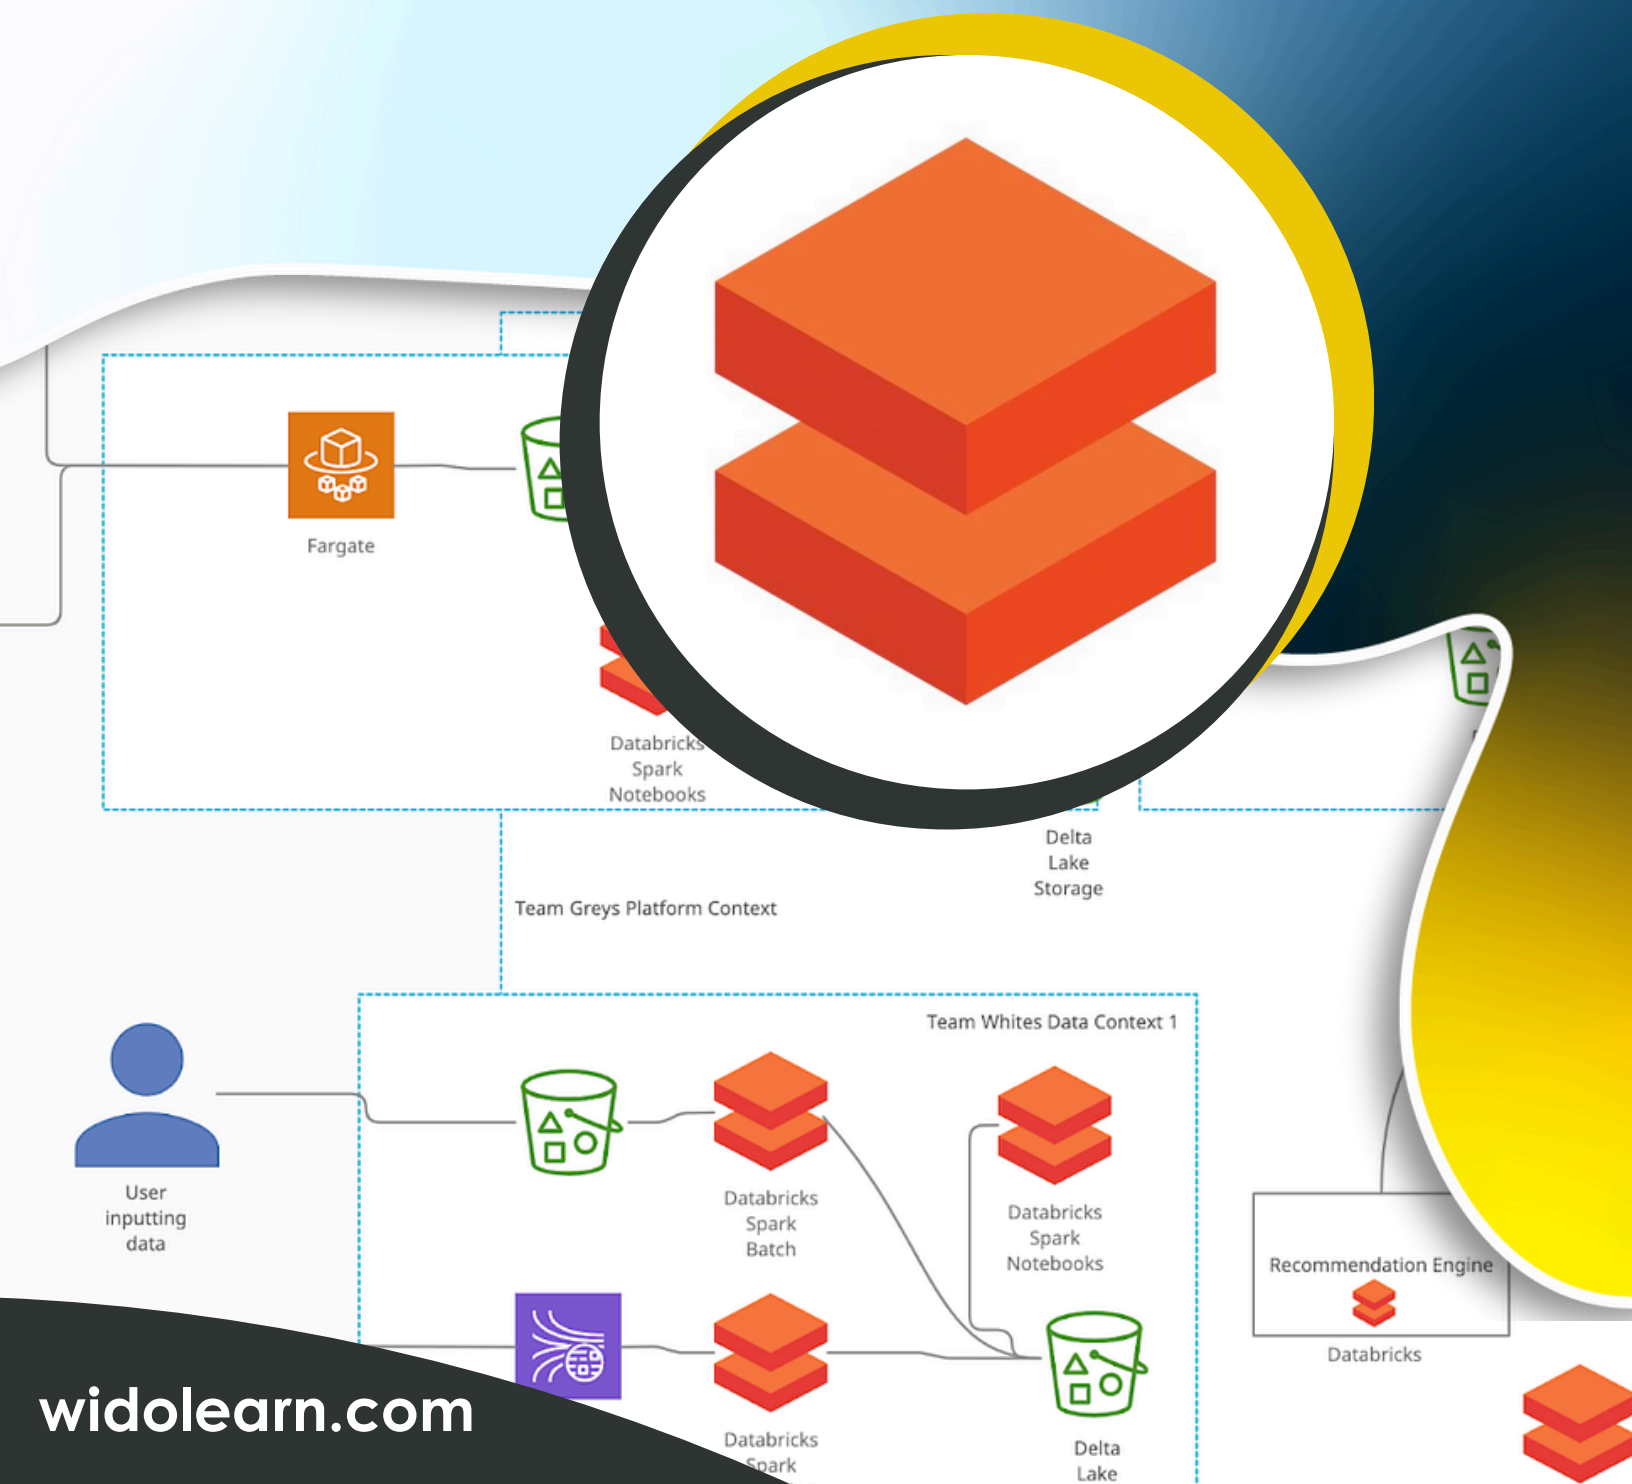 Fargate
Databricks
Spark
Notebooks
Delta
Lake
Storage
Team Greys Platform Context
Team Whites Data Context 1
User
inputting
data
Databricks
Spark
Batch
Databricks
Spark
Notebooks
Recommendation Engine
Databricks
widolearn.com
Databricks
Spark
Delta
Lake